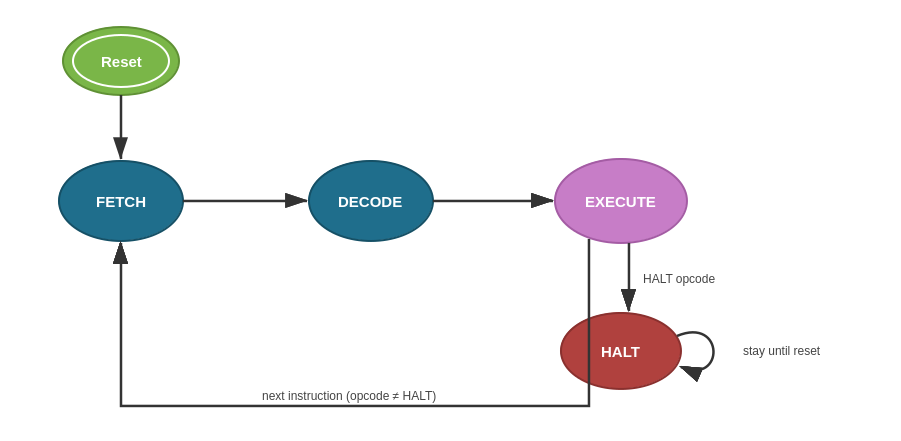 Reset
FETCH
DECODE
EXECUTE
HALT opcode
HALT
stay until reset
next instruction (opcode ≠ HALT)